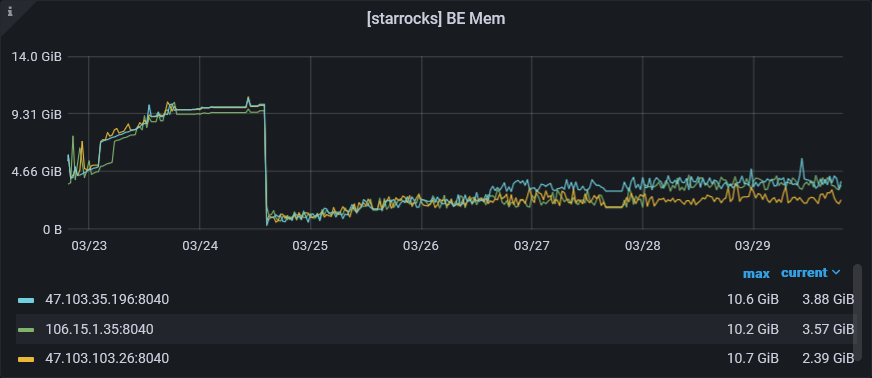 [starrocks] BE Mem
14.0 GiB
9.31 GiB
4.66 GiB
0 B
03/23 03/24 03/25 03/26 03/27 03/28 03/29
max current
47.103.35.196:8040 10.6 GiB 3.88 GiB
106.15.1.35:8040 10.2 GiB 3.57 GiB
47.103.103.26:8040 10.7 GiB 2.39 GiB